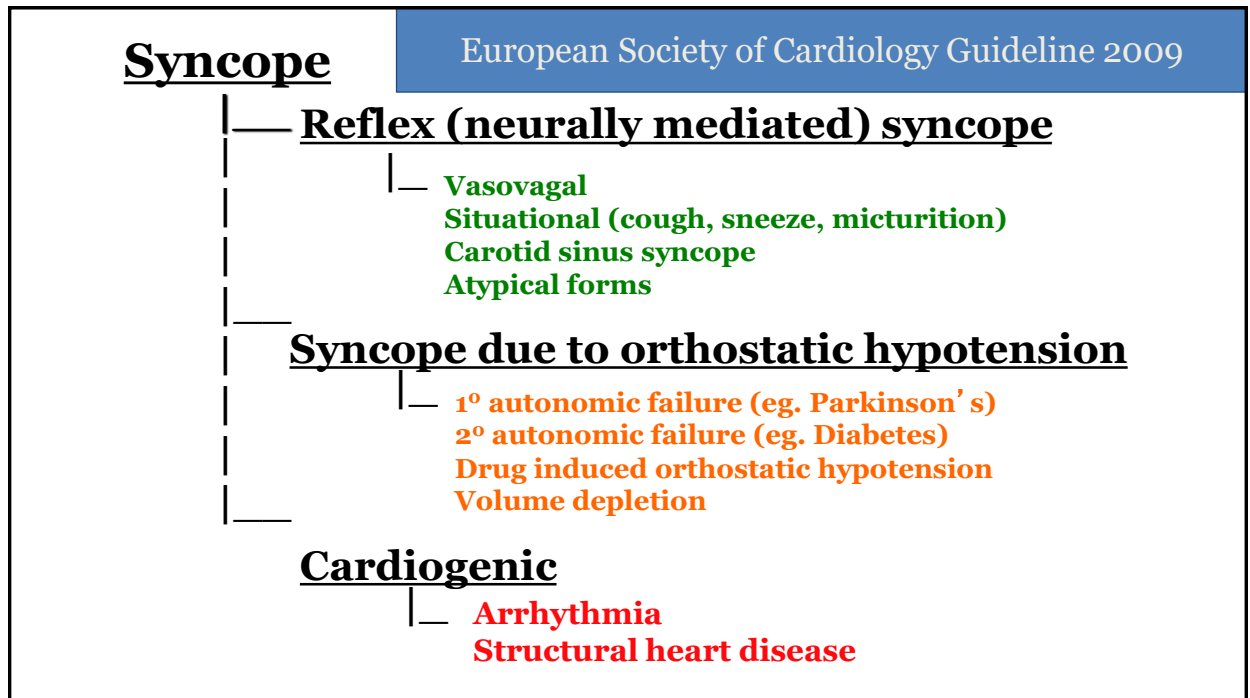 Syncope
European Society of Cardiology Guideline 2009
Reflex (neurally mediated) syncope
Vasovagal
Situational (cough, sneeze, micturition)
Carotid sinus syncope
Atypical forms
Syncope due to orthostatic hypotension
1º autonomic failure (eg. Parkinson’s)
2º autonomic failure (eg. Diabetes)
Drug induced orthostatic hypotension
Volume depletion
Cardiogenic
Arrhythmia
Structural heart disease